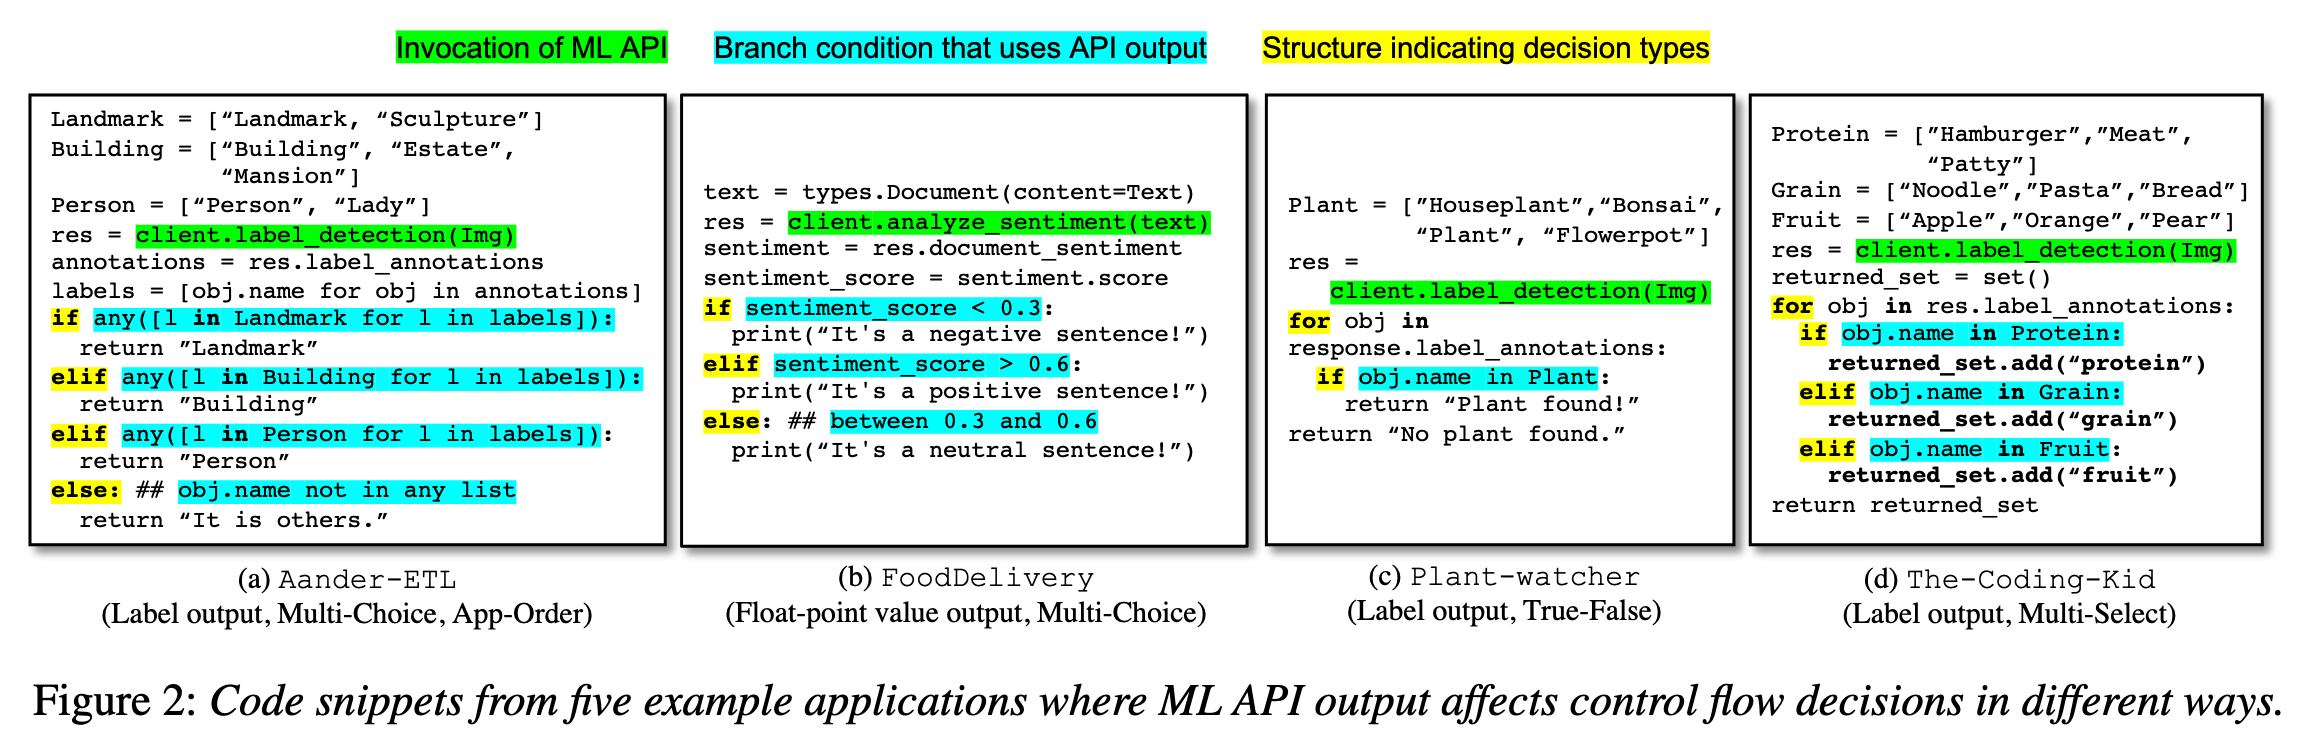 Invocation of ML API
Branch condition that uses API output
Structure indicating decision types
Landmark = [“Landmark, “Sculpture”]
Building = [“Building”, “Estate”,
“Mansion”]
Person = [“Person”, “Lady”]
res = client.label_detection(Img)
annotations = res.label_annotations
labels = [obj.name for obj in annotations]
if any([l in Landmark for l in labels]):
return ”Landmark”
elif any([l in Building for l in labels]):
return ”Building”
elif any([l in Person for l in labels]):
return ”Person”
else: ## obj.name not in any list
return “It is others.”
(a) Aander-ETL
(Label output, Multi-Choice, App-Order)
text = types.Document(content=Text)
res = client.analyze_sentiment(text)
sentiment = res.document_sentiment
sentiment_score = sentiment.score
if sentiment_score < 0.3:
print(“It's a negative sentence!”)
elif sentiment_score > 0.6:
print(“It's a positive sentence!”)
else: ## between 0.3 and 0.6
print(“It's a neutral sentence!”)
(b) FoodDelivery
(Float-point value output, Multi-Choice)
Plant = [”Houseplant”,“Bonsai”,
“Plant”, “Flowerpot”]
res =
client.label_detection(Img)
for obj in
response.label_annotations:
if obj.name in Plant:
return “Plant found!”
return “No plant found.”
(c) Plant-watcher
(Label output, True-False)
Protein = [”Hamburger”,”Meat”,
“Patty”]
Grain = [“Noodle”,”Pasta”,”Bread”]
Fruit = [“Apple”,”Orange”,”Pear”]
res = client.label_detection(Img)
returned_set = set()
for obj in res.label_annotations:
if obj.name in Protein:
returned_set.add(“protein”)
elif obj.name in Grain:
returned_set.add(“grain”)
elif obj.name in Fruit:
returned_set.add(“fruit”)
return returned_set
(d) The-Coding-Kid
(Label output, Multi-Select)
Figure 2: Code snippets from five example applications where ML API output affects control flow decisions in different ways.